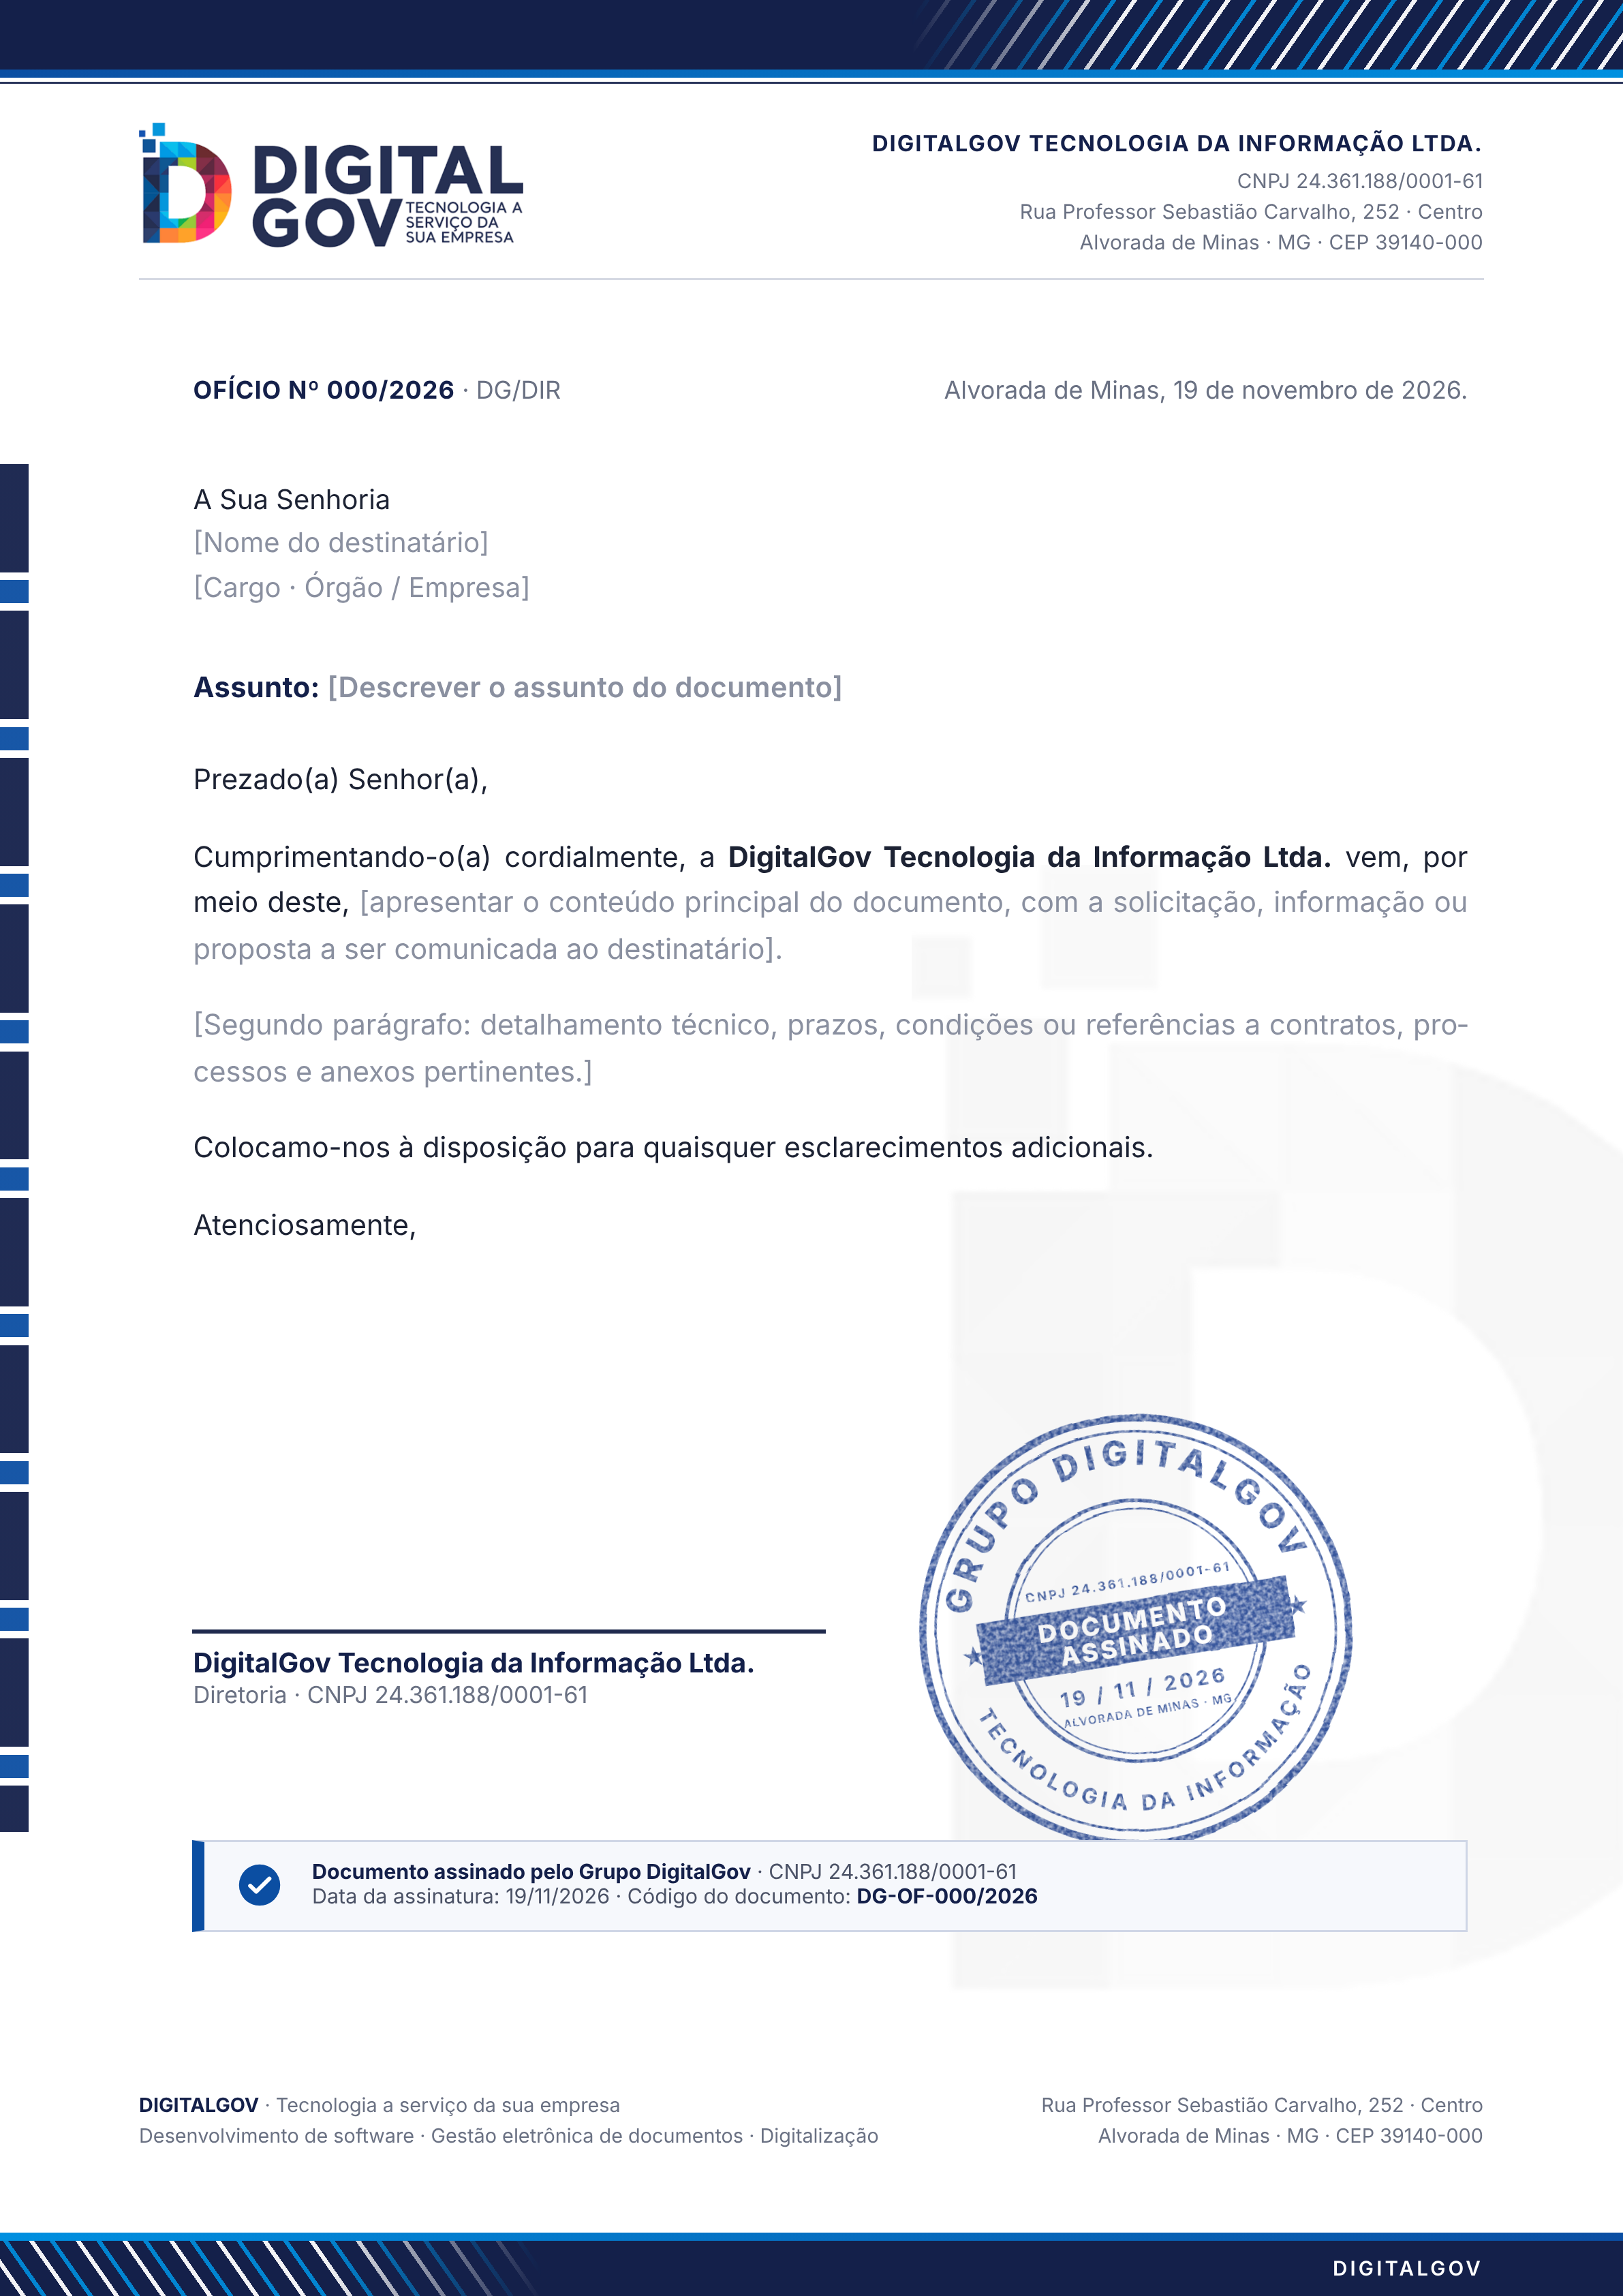 DIGITAL
GOV
TECNOLOGIA A
SERVIÇO DA
SUA EMPRESA
DIGITALGOV TECNOLOGIA DA INFORMAÇÃO LTDA.
CNPJ 24.361.188/0001-61
Rua Professor Sebastião Carvalho, 252 · Centro
Alvorada de Minas · MG · CEP 39140-000
OFÍCIO Nº 000/2026 · DG/DIR
Alvorada de Minas, 19 de novembro de 2026.
A Sua Senhoria
[Nome do destinatário]
[Cargo · Órgão / Empresa]
Assunto: [Descrever o assunto do documento]
Prezado(a) Senhor(a),
Cumprimentando-o(a) cordialmente, a DigitalGov Tecnologia da Informação Ltda. vem, por
meio deste, [apresentar o conteúdo principal do documento, com a solicitação, informação ou
proposta a ser comunicada ao destinatário].
[Segundo parágrafo: detalhamento técnico, prazos, condições ou referências a contratos, pro-
cessos e anexos pertinentes.]
Colocamo-nos à disposição para quaisquer esclarecimentos adicionais.
Atenciosamente,
GRUPO DIGITALGOV
CNPJ 24.361.188/0001-61
DOCUMENTO
ASSINADO
19 / 11 / 2026
ALVORADA DE MINAS · MG
TECNOLOGIA DA INFORMAÇÃO
DigitalGov Tecnologia da Informação Ltda.
Diretoria · CNPJ 24.361.188/0001-61
Documento assinado pelo Grupo DigitalGov · CNPJ 24.361.188/0001-61
Data da assinatura: 19/11/2026 · Código do documento: DG-OF-000/2026
DIGITALGOV · Tecnologia a serviço da sua empresa
Desenvolvimento de software · Gestão eletrônica de documentos · Digitalização
Rua Professor Sebastião Carvalho, 252 · Centro
Alvorada de Minas · MG · CEP 39140-000
DIGITALGOV